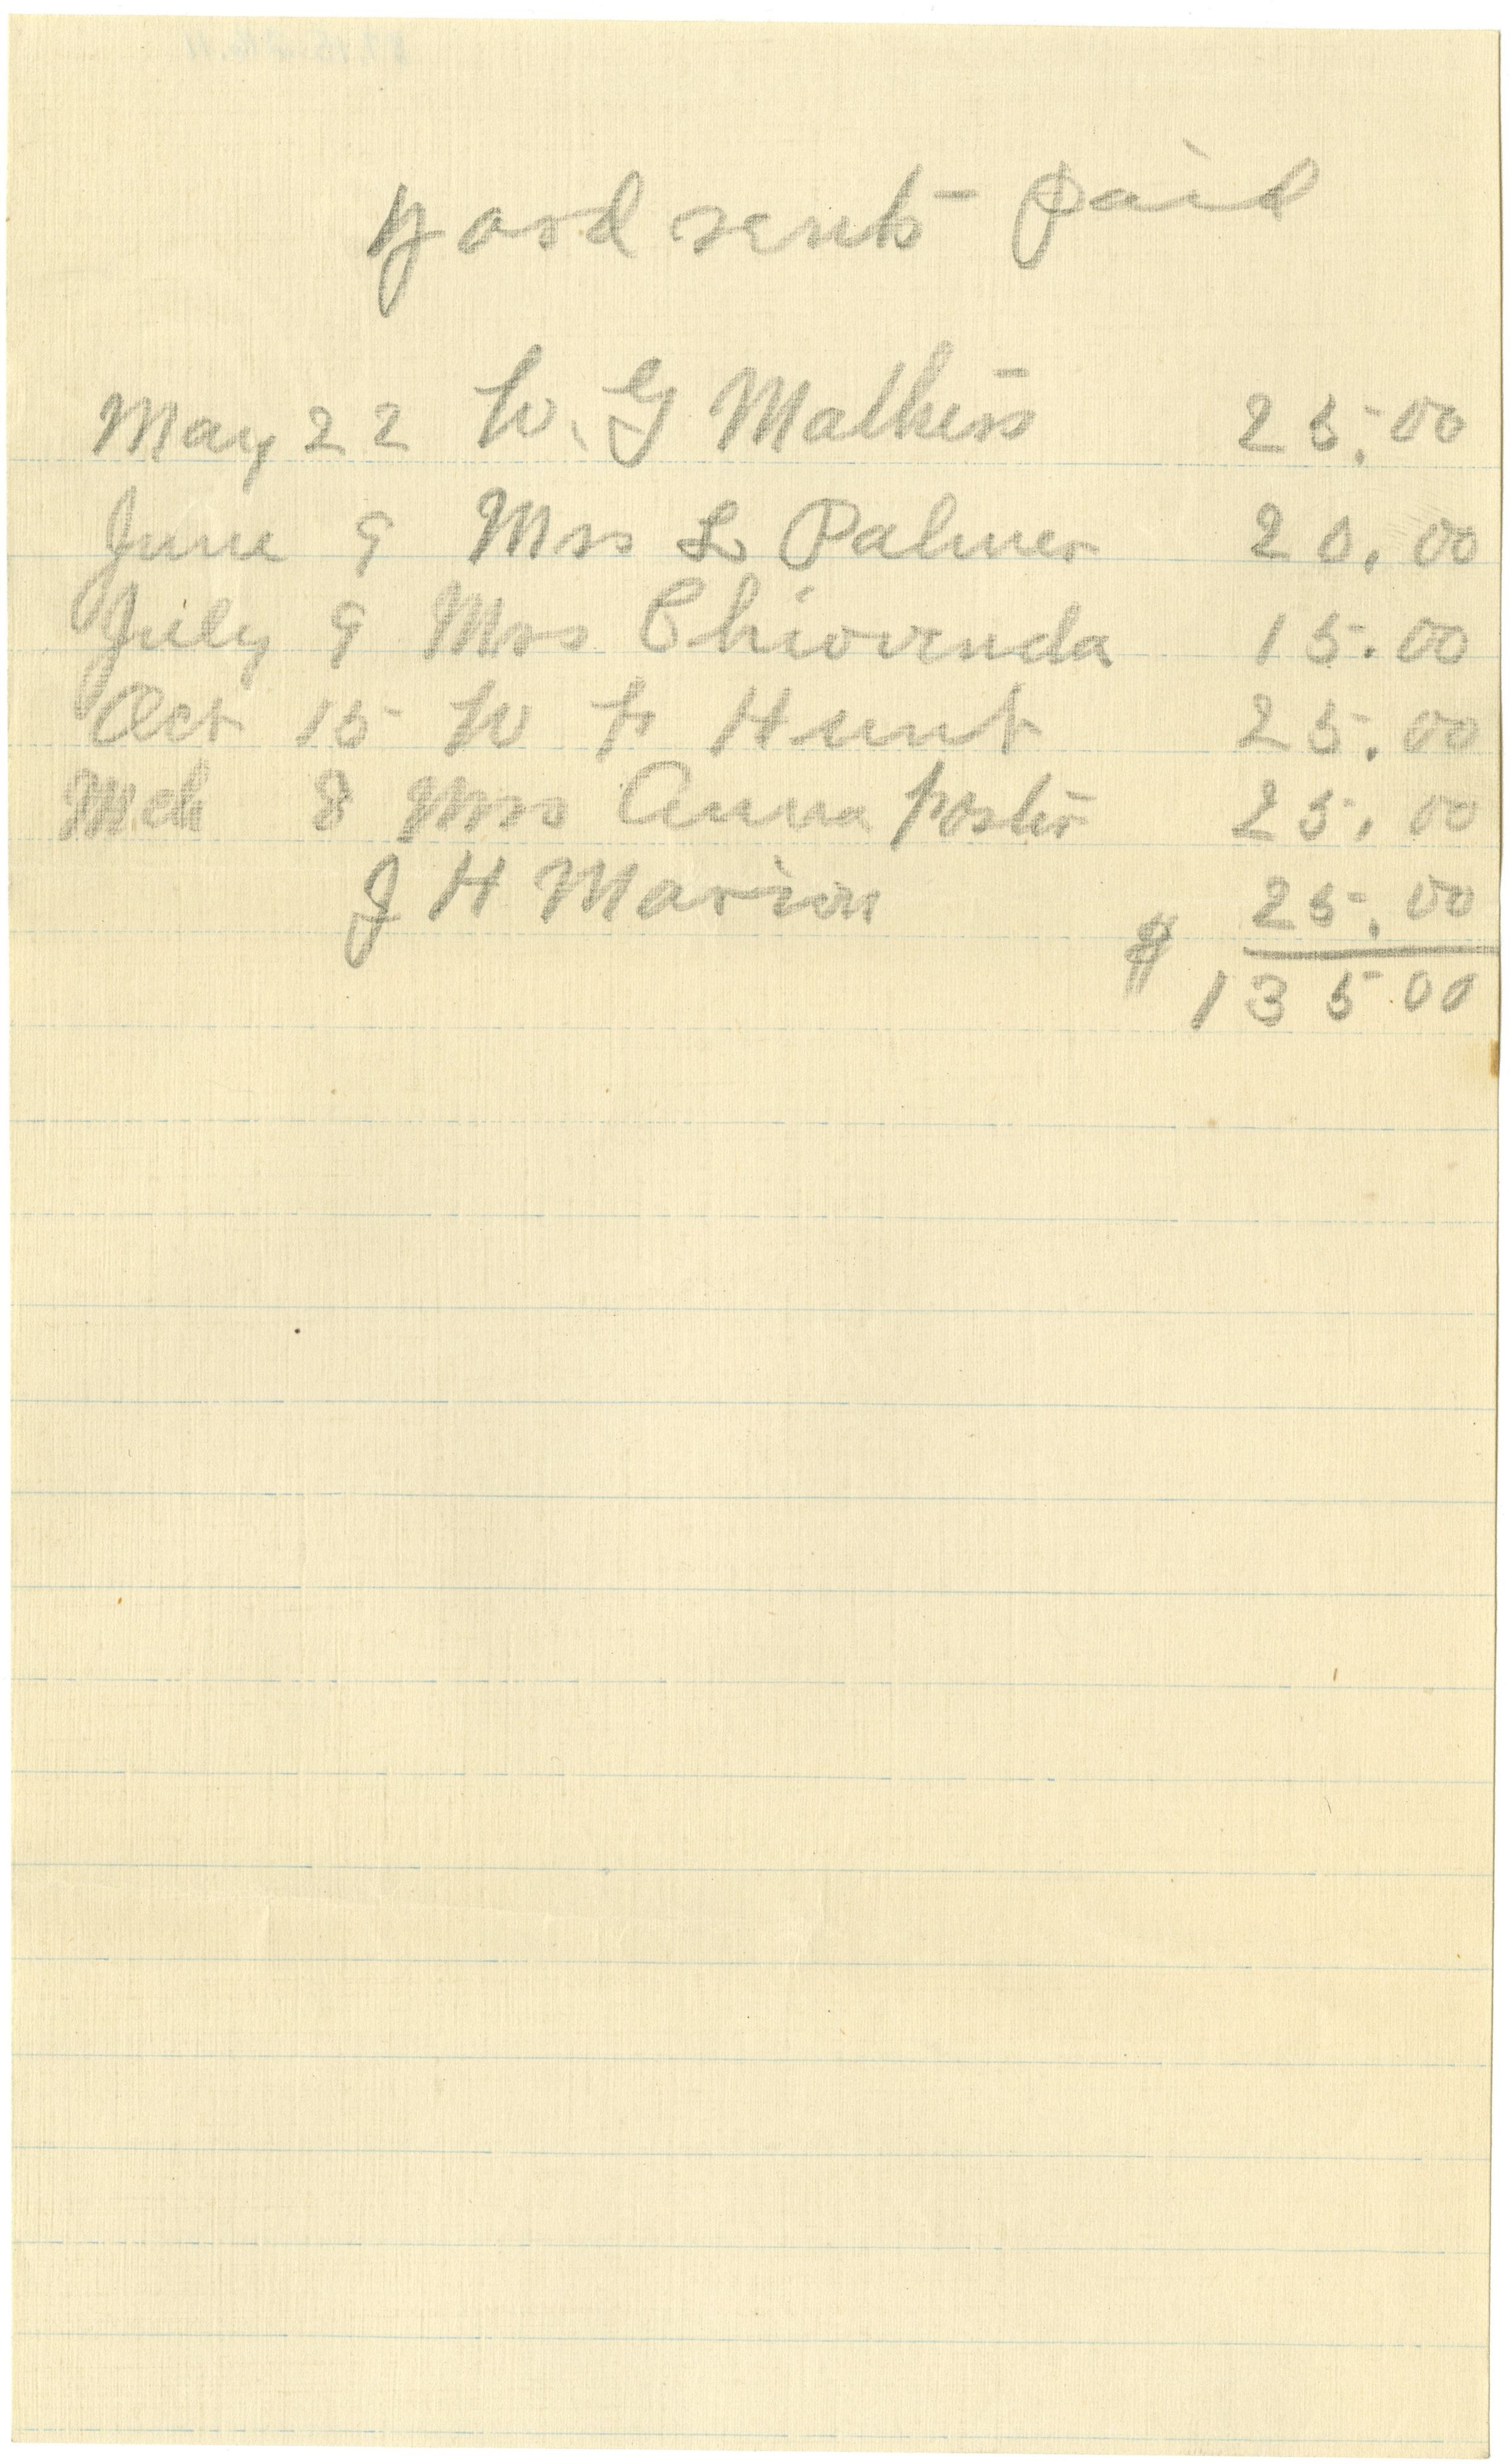 yard rents paid
May 22 W. G Mathess 25.00
June 9 Mrs L Palmer 20.00
July 9 Mrs Chiovenda 15.00
Oct 15 W F Hunt 25.00
Mch 8 Mrs Anna Foster 25.00
J H Marion 25.00
$ 135.00